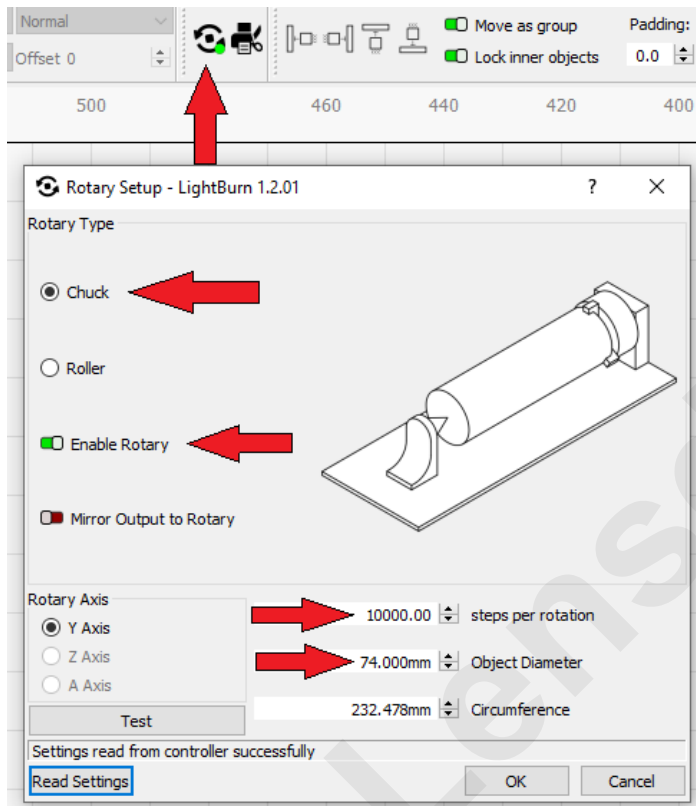 Normal
Move as group Padding:
Offset 0
Lock inner objects 0.0
500 460 440 420 400
Rotary Setup - LightBurn 1.2.01 ?
Rotary Type
Chuck
Roller
Enable Rotary
Mirror Output to Rotary
Rotary Axis
10000.00 steps per rotation
Y Axis
Z Axis
74.000mm Object Diameter
A Axis
232.478mm Circumference
Test
Settings read from controller successfully
Read Settings OK Cancel